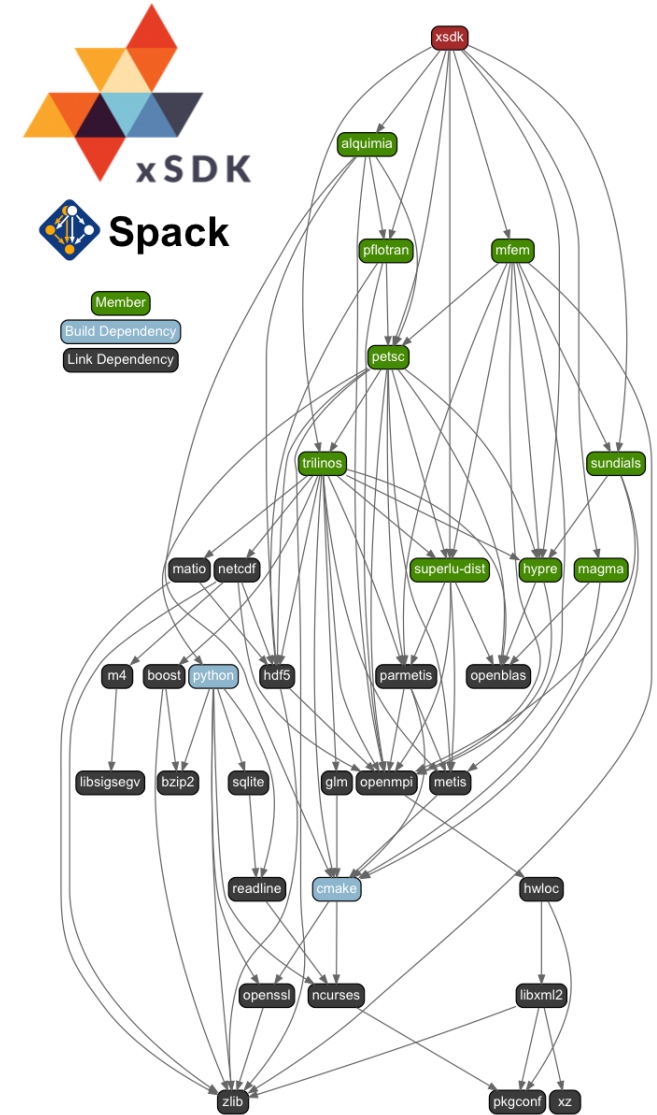 xsdk
xSDK
alquimia
Spack
pflotran
mfem
Member
Build Dependency
Link Dependency
petsc
trilinos
sundials
matio
netcdf
superlu-dist
hypre
magma
m4
boost
python
hdf5
parmetis
openblas
libsigsegv
bzip2
sqlite
glm
openmpi
metis
readline
cmake
hwloc
openssl
ncurses
libxml2
zlib
pkgconf
xz